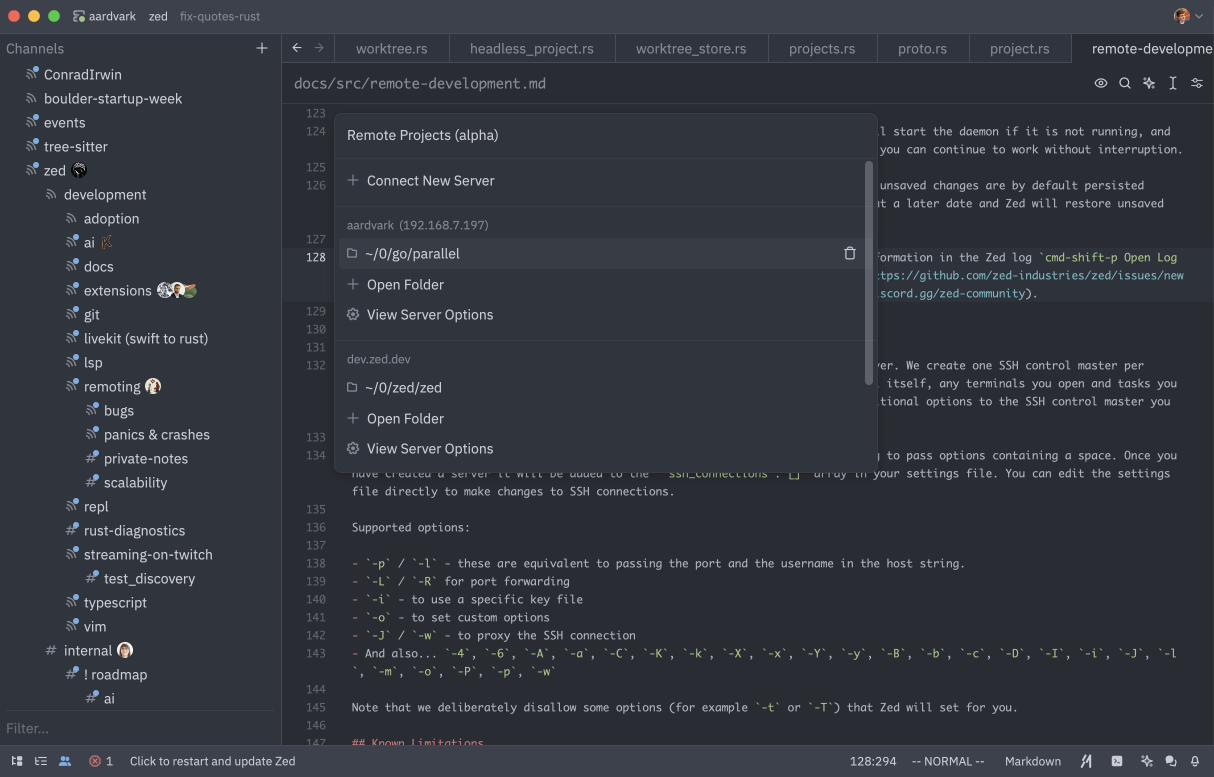 aardvark zed fix-quotes-rust
Channels
ConradIrwin
boulder-startup-week
events
tree-sitter
zed
development
adoption
ai
docs
extensions
git
livekit (swift to rust)
lsp
remoting
bugs
panics & crashes
private-notes
scalability
repl
# rust-diagnostics
streaming-on-twitch
# test_discovery
typescript
vim
# internal
# ! roadmap
# ai
Filter...
worktree.rs headless_project.rs worktree_store.rs projects.rs proto.rs project.rs remote-developme
docs/src/remote-development.md
Remote Projects (alpha)
+ Connect New Server
aardvark (192.168.7.197)
~/0/go/parallel
+ Open Folder
View Server Options
dev.zed.dev
~/0/zed/zed
+ Open Folder
View Server Options
123
124 l start the daemon if it is not running, and
you can continue to work without interruption.
125
126 unsaved changes are by default persisted
t a later date and Zed will restore unsaved
127
128 formation in the Zed log `cmd-shift-p Open Log
ttps://github.com/zed-industries/zed/issues/new
scord.gg/zed-community).
129
130
131
132 ver. We create one SSH control master per
itself, any terminals you open and tasks you
tional options to the SSH control master you
133
134 g to pass options containing a space. Once you
have created a server it will be added to the `"ssh_connections": []` array in your settings file. You can edit the settings
file directly to make changes to SSH connections.
135
136 Supported options:
137
138 - `-p` / `-l` - these are equivalent to passing the port and the username in the host string.
139 - `-L` / `-R` for port forwarding
140 - `-i` - to use a specific key file
141 - `-o` - to set custom options
142 - `-J` / `-w` - to proxy the SSH connection
143 - And also... `-4`, `-6`, `-A`, `-a`, `-C`, `-K`, `-k`, `-X`, `-x`, `-Y`, `-y`, `-B`, `-b`, `-c`, `-D`, `-I`, `-i`, `-J`, `-l
`, `-m`, `-o`, `-P`, `-p`, `-w`
144
145 Note that we deliberately disallow some options (for example `-t` or `-T`) that Zed will set for you.
146
147 ## Known Limitations
1 Click to restart and update Zed 128:294 -- NORMAL -- Markdown